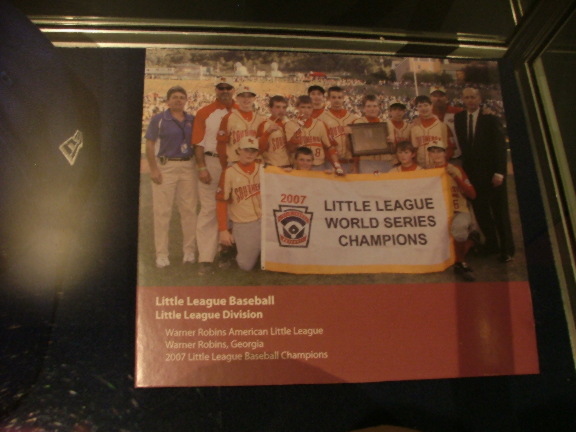 2007
LITTLE LEAGUE
WORLD SERIES
CHAMPIONS
Little League Baseball
Little League Division
Warner Robins American Little League
Warner Robins, Georgia
2007 Little League Baseball Champions